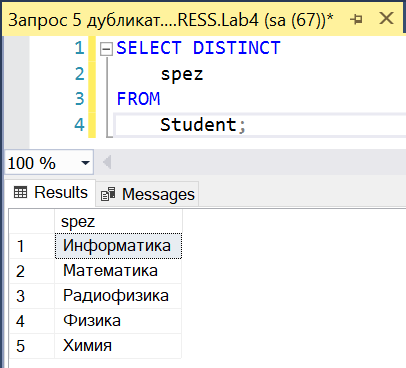 Запрос 5 дубликат....RESS.Lab4 (sa (67))*
1 SELECT DISTINCT
2 spez
3 FROM
4 Student;
100 %
Results Messages
spez
1 Информатика
2 Математика
3 Радиофизика
4 Физика
5 Химия